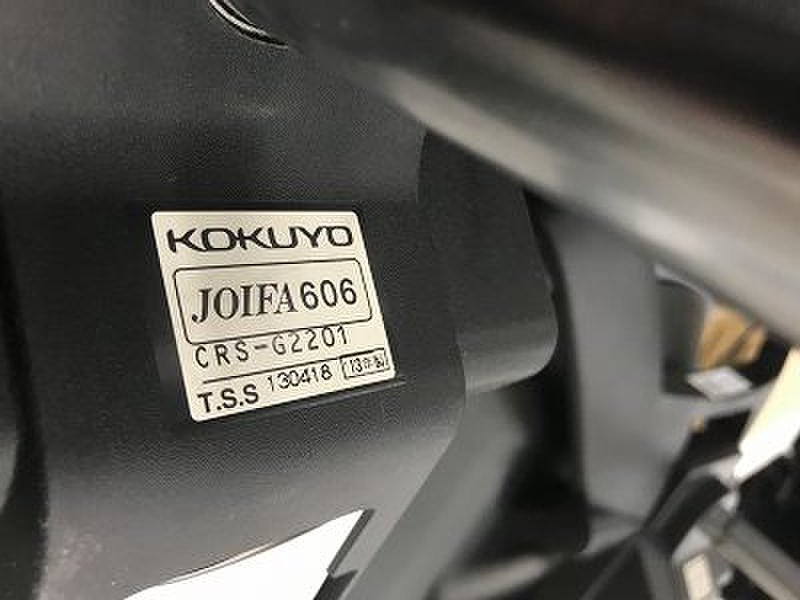 KOKUYO
JOIFA606
CRS-G2201
T.S.S 130418 '13年製